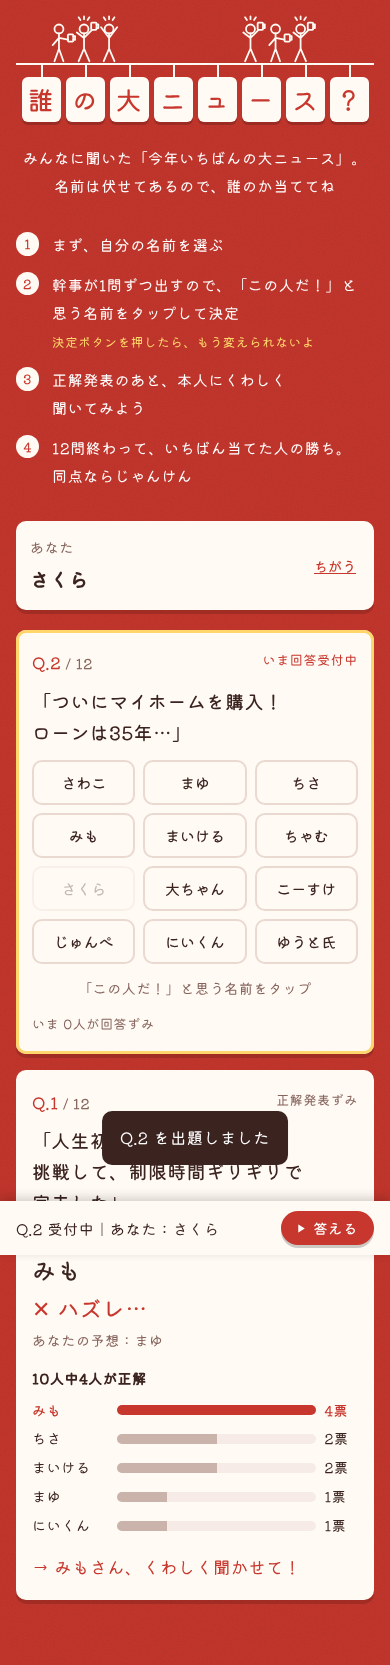 誰の大ニュース？
みんなに聞いた「今年いちばんの大ニュース」。
名前は伏せてあるので、誰のか当ててね
1 まず、自分の名前を選ぶ
2 幹事が1問ずつ出すので、「この人だ！」と
思う名前をタップして決定
決定ボタンを押したら、もう変えられないよ
3 正解発表のあと、本人にくわしく
聞いてみよう
4 12問終わって、いちばん当てた人の勝ち。
同点ならじゃんけん
あなた
さくら
ちがう
Q.2 / 12
いま回答受付中
「ついにマイホームを購入！
ローンは35年…」
さわこ まゆ ちさ
みも まいける ちゃむ
さくら 大ちゃん こーすけ
じゅんぺ にいくん ゆうと氏
「この人だ！」と思う名前をタップ
いま 0人が回答ずみ
Q.1 / 12
正解発表ずみ
「人生初
Q.2 を出題しました
挑戦して、制限時間ギリギリで
Q.2 受付中｜あなた：さくら
▶ 答える
みも
× ハズレ…
あなたの予想：まゆ
10人中4人が正解
みも 4票
ちさ 2票
まいける 2票
まゆ 1票
にいくん 1票
→ みもさん、くわしく聞かせて！